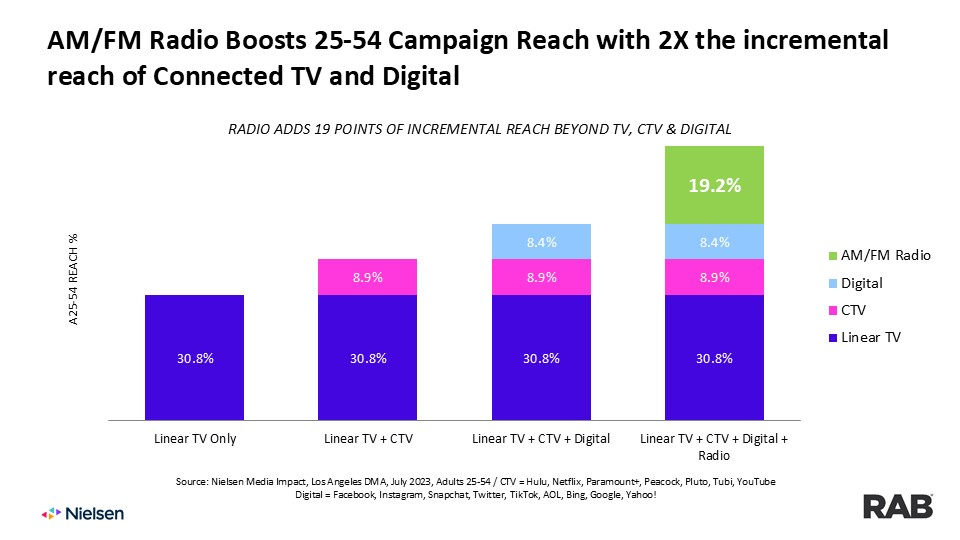 AM/FM Radio Boosts 25-54 Campaign Reach with 2X the incremental
reach of Connected TV and Digital
RADIO ADDS 19 POINTS OF INCREMENTAL REACH BEYOND TV, CTV & DIGITAL
A25-54 REACH %
30.8%
8.9%
30.8%
8.4%
8.9%
30.8%
19.2%
8.4%
8.9%
30.8%
AM/FM Radio
Digital
CTV
Linear TV
Linear TV Only
Linear TV + CTV
Linear TV + CTV + Digital
Linear TV + CTV + Digital +
Radio
Source: Nielsen Media Impact, Los Angeles DMA, July 2023, Adults 25-54 / CTV = Hulu, Netflix, Paramount+, Peacock, Pluto, Tubi, YouTube
Digital = Facebook, Instagram, Snapchat, Twitter, TikTok, AOL, Bing, Google, Yahoo!
Nielsen
RAB